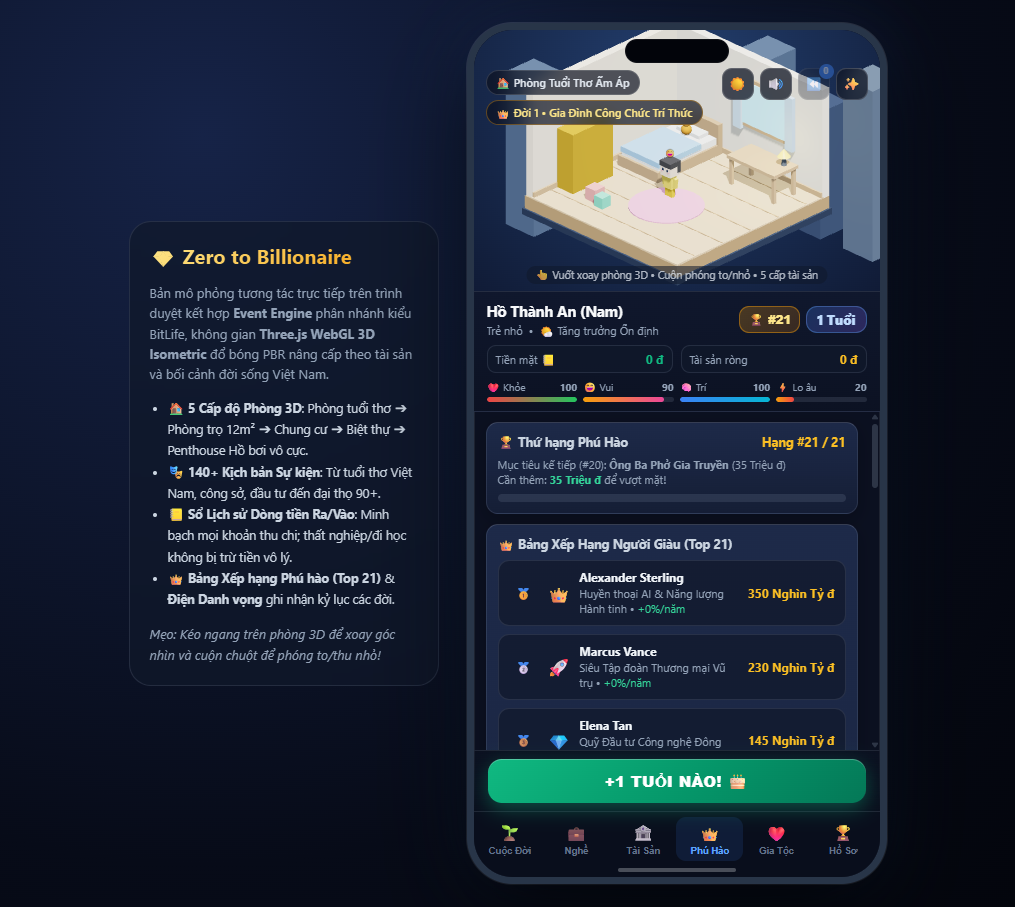 Zero to Billionaire
Bản mô phỏng tương tác trực tiếp trên trình
duyệt kết hợp Event Engine phân nhánh kiểu
BitLife, không gian Three.js WebGL 3D
Isometric đổ bóng PBR nâng cấp theo tài sản
và bối cảnh đời sống Việt Nam.
• 5 Cấp độ Phòng 3D: Phòng tuổi thơ ➔
Phòng trọ 12m² ➔ Chung cư ➔ Biệt thự ➔
Penthouse Hồ bơi vô cực.
• 140+ Kịch bản Sự kiện: Từ tuổi thơ Việt
Nam, công sở, đầu tư đến đại thọ 90+.
• Sổ Lịch sử Dòng tiền Ra/Vào: Minh
bạch mọi khoản thu chi; thất nghiệp/đi học
không bị trừ tiền vô lý.
• Bảng Xếp hạng Phú hào (Top 21) &
Điện Danh vọng ghi nhận kỷ lục các đời.
Mẹo: Kéo ngang trên phòng 3D để xoay góc
nhìn và cuộn chuột để phóng to/thu nhỏ!
Phòng Tuổi Thơ Ấm Áp
0
Đời 1 • Gia Đình Công Chức Trí Thức
Vuốt xoay phòng 3D • Cuộn phóng to/nhỏ • 5 cấp tài sản
Hồ Thành An (Nam)
#21
1 Tuổi
Trẻ nhỏ • Tăng trưởng Ổn định
Tiền mặt 0 đ
Tài sản ròng 0 đ
Khỏe 100
Vui 90
Trí 100
Lo âu 20
Thứ hạng Phú Hào Hạng #21 / 21
Mục tiêu kế tiếp (#20): Ông Ba Phở Gia Truyền (35 Triệu đ)
Cần thêm: 35 Triệu đ để vượt mặt!
Bảng Xếp Hạng Người Giàu (Top 21)
Alexander Sterling
Huyền thoại AI & Năng lượng
Hành tinh • +0%/năm
350 Nghìn Tỷ đ
Marcus Vance
Siêu Tập đoàn Thương mại Vũ
trụ • +0%/năm
230 Nghìn Tỷ đ
Elena Tan
Quỹ Đầu tư Công nghệ Đông
145 Nghìn Tỷ đ
+1 TUỔI NÀO!
Cuộc Đời
Nghề
Tài Sản
Phú Hào
Gia Tộc
Hồ Sơ